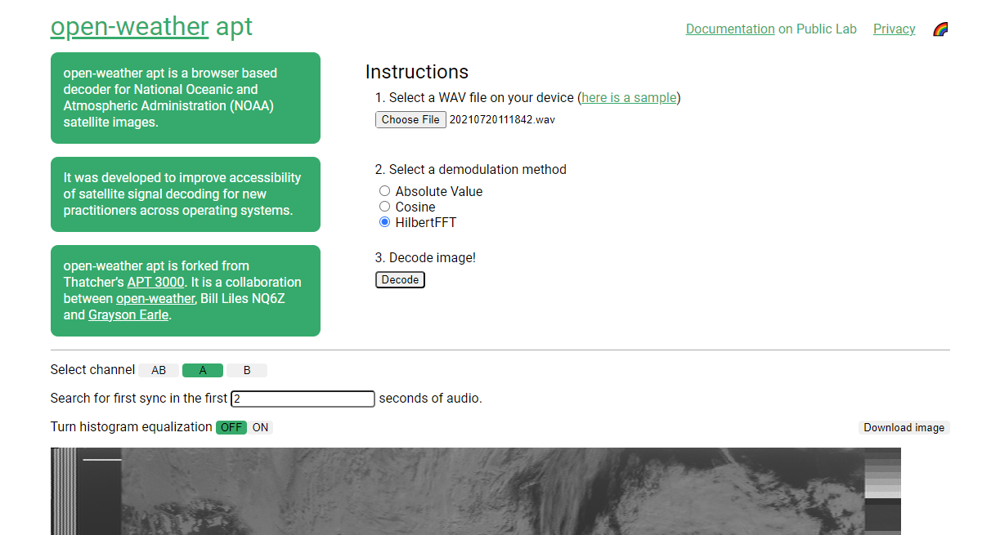 open-weather apt
Documentation on Public Lab Privacy
open-weather apt is a browser based
decoder for National Oceanic and
Atmospheric Administration (NOAA)
satellite images.
It was developed to improve accessibility
of satellite signal decoding for new
practitioners across operating systems.
open-weather apt is forked from
Thatcher’s APT 3000. It is a collaboration
between open-weather, Bill Liles NQ6Z
and Grayson Earle.
Instructions
1. Select a WAV file on your device (here is a sample)
Choose File 20210720111842.wav
2. Select a demodulation method
Absolute Value
Cosine
HilbertFFT
3. Decode image!
Decode
Select channel AB A B
Search for first sync in the first 2 seconds of audio.
Turn histogram equalization OFF ON
Download image